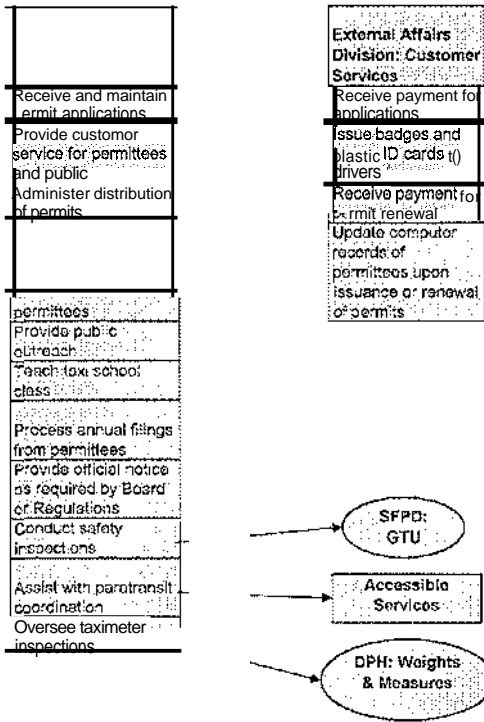 Receive and maintain
ermit applications
Provide customor
service for permittees
and public
Administer distribution
of permits
permittees
Provide public
outreach
Teach taxi school
class
Process annual filings
from permittees
Provide official notice
as required by Board
or Regulations
Conduct safety
inspections
Assist with paratransit
coordination
Oversee taximeter
inspections
External Affairs
Division: Customer
Services
Receive payment for
applications
Issue badges and
plastic ID cards t()
drivers
Receive payment for
permit renewal
Update computer
records of
permittees upon
issuance or renewal
of permits
SFPD:
GTU
Accessible
Services
DPH: Weights
& Measures